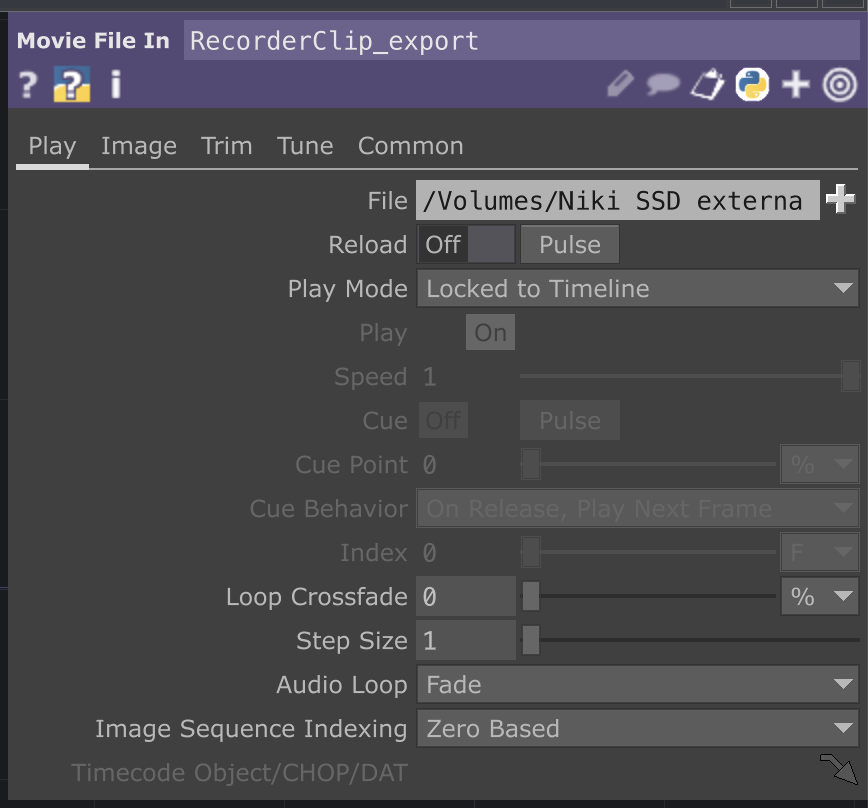 Movie File In RecorderClip_export
? ? i
Play Image Trim Tune Common
File /Volumes/Niki SSD externa
Reload Off Pulse
Play Mode Locked to Timeline
Play On
Speed 1
Cue Off Pulse
Cue Point 0 %
Cue Behavior On Release, Play Next Frame
Index 0 F
Loop Crossfade 0 %
Step Size 1
Audio Loop Fade
Image Sequence Indexing Zero Based
Timecode Object/CHOP/DAT